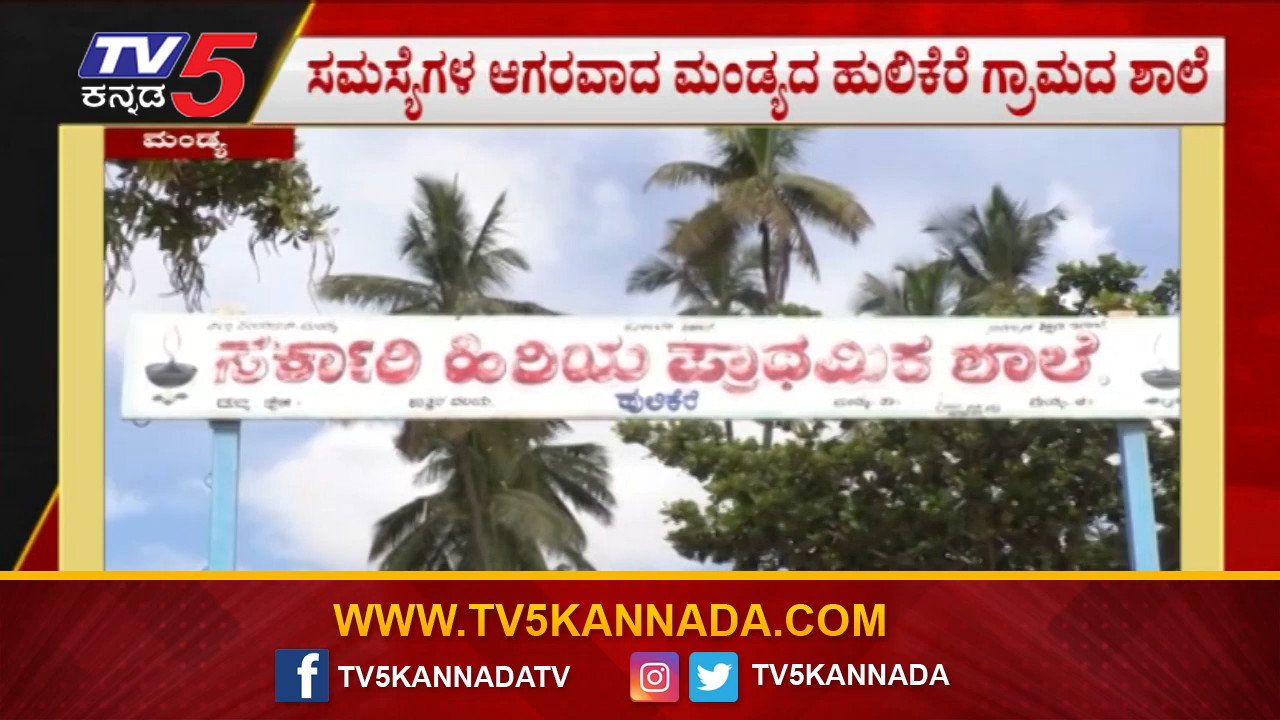 TV5
ಕನ್ನಡ
ಸಮಸ್ಯೆಗಳ ಆಗರವಾದ ಮಂಡ್ಯದ ಹುಲಿಕೆರೆ ಗ್ರಾಮದ ಶಾಲೆ
ಮಂಡ್ಯ
ಸರ್ಕಾರಿ ಹಿರಿಯ ಪ್ರಾಥಮಿಕ ಶಾಲೆ
ಹುಲಿಕೆರೆ
WWW.TV5KANNADA.COM
TV5KANNADATV
TV5KANNADA